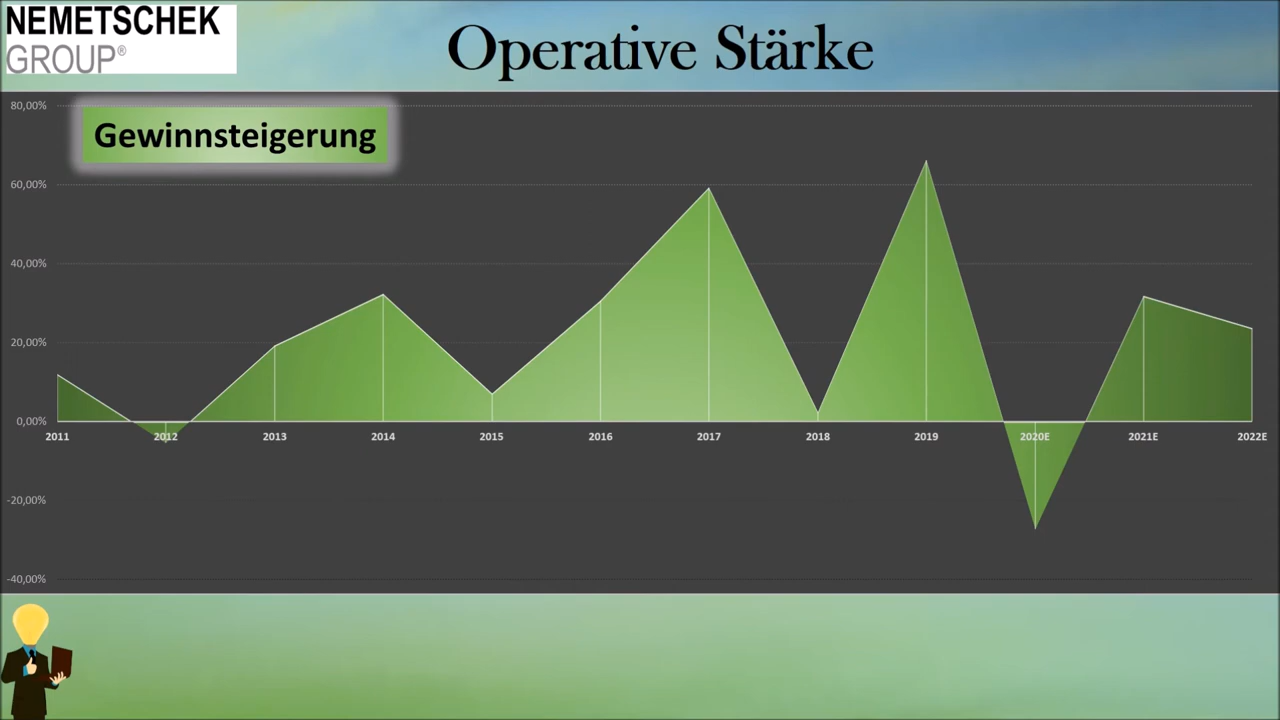 NEMETSCHEK
GROUP®
Operative Stärke
Gewinnsteigerung
80,00%
60,00%
40,00%
20,00%
0,00%
-20,00%
-40,00%
2011 2012 2013 2014 2015 2016 2017 2018 2019 2020E 2021E 2022E